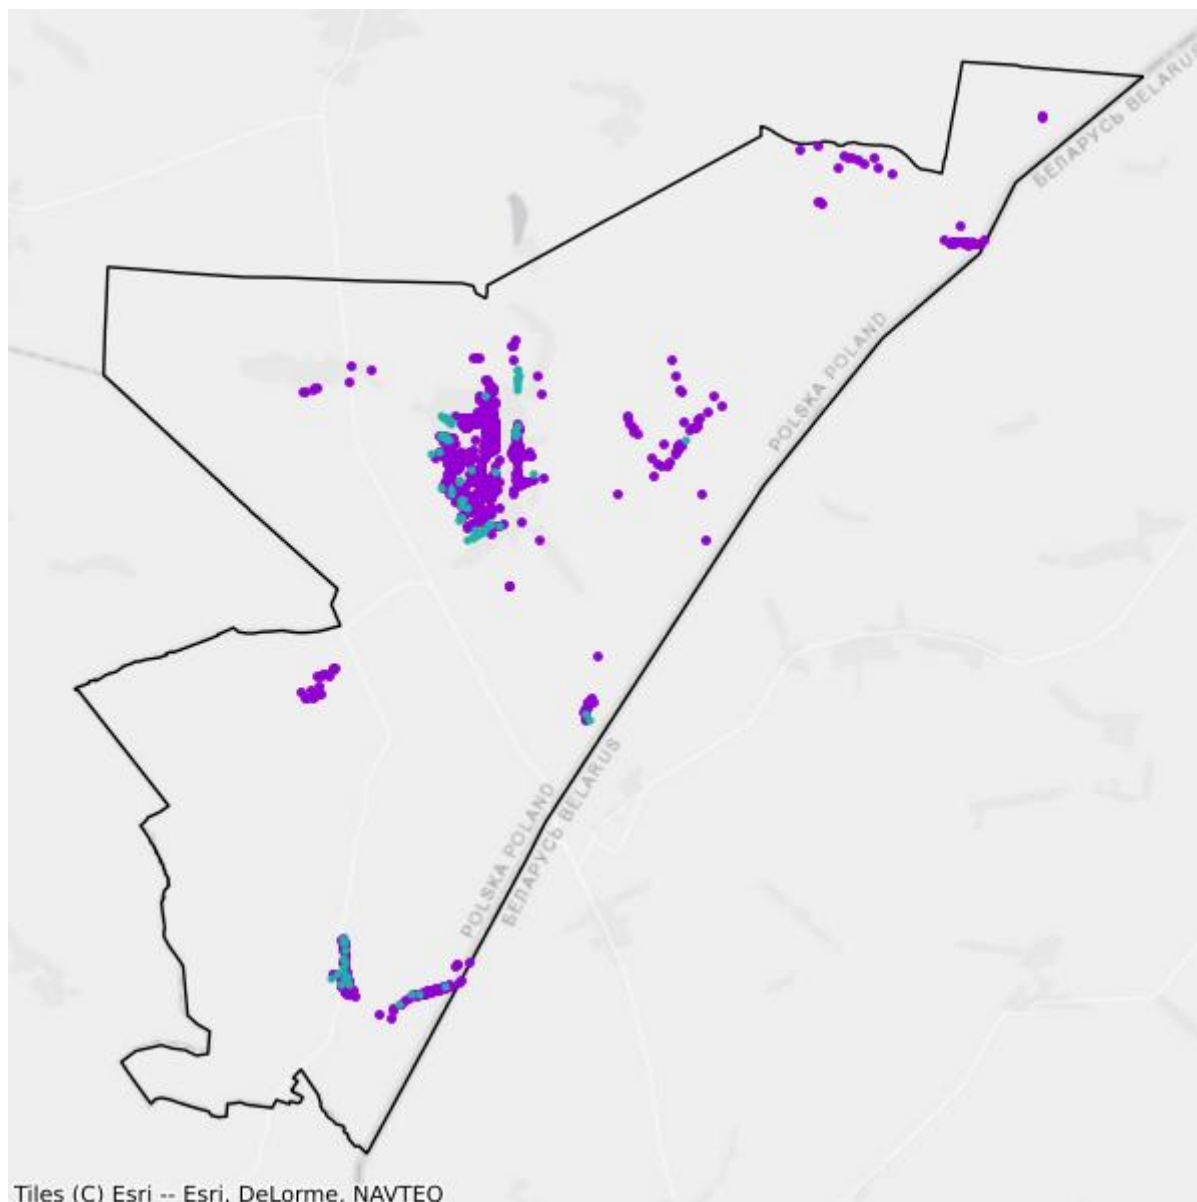 БЕЛАРУСЬ BELARUS
POLSKA POLAND
POLSKA POLAND
БЕЛАРУСЬ BELARUS
Tiles (C) Esri -- Esri, DeLorme, NAVTEQ